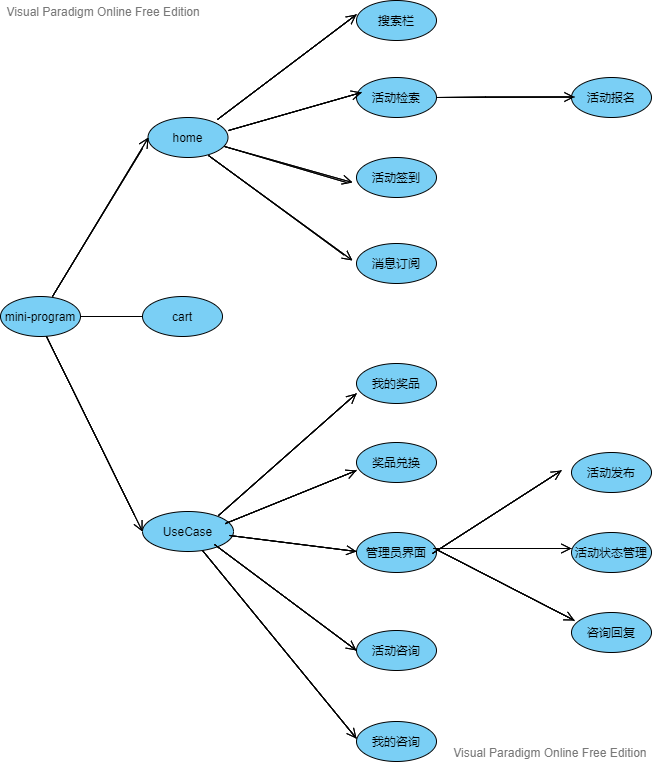 Visual Paradigm Online Free Edition
搜索栏
活动检索
活动报名
home
活动签到
消息订阅
mini-program
cart
我的奖品
奖品兑换
活动发布
UseCase
管理员界面
活动状态管理
咨询回复
活动咨询
我的咨询
Visual Paradigm Online Free Edition